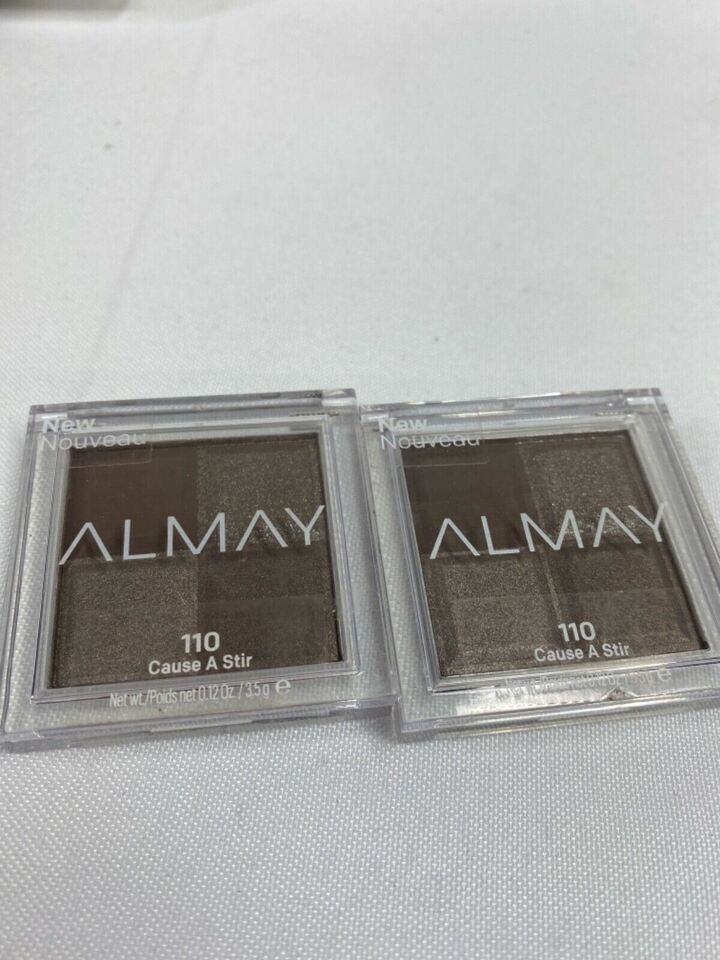 New
Nouveau
ALMAY
110
Cause A Stir
Net wt./Poids net 0.12 Oz / 3.5 g e
New
Nouveau
ALMAY
110
Cause A Stir